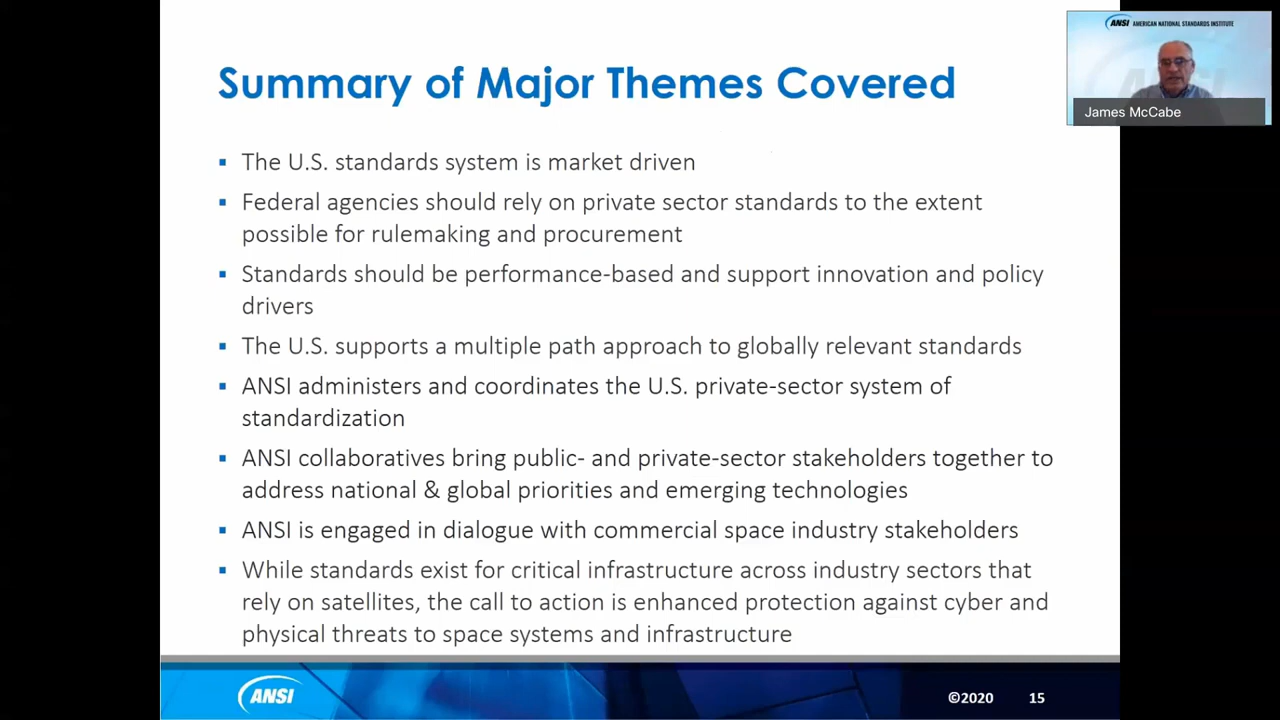 Summary of Major Themes Covered
ANSI AMERICAN NATIONAL STANDARDS INSTITUTE
James McCabe
▪ The U.S. standards system is market driven
▪ Federal agencies should rely on private sector standards to the extent
possible for rulemaking and procurement
▪ Standards should be performance-based and support innovation and policy
drivers
▪ The U.S. supports a multiple path approach to globally relevant standards
▪ ANSI administers and coordinates the U.S. private-sector system of
standardization
▪ ANSI collaboratives bring public- and private-sector stakeholders together to
address national & global priorities and emerging technologies
▪ ANSI is engaged in dialogue with commercial space industry stakeholders
▪ While standards exist for critical infrastructure across industry sectors that
rely on satellites, the call to action is enhanced protection against cyber and
physical threats to space systems and infrastructure
ANSI
©2020 15